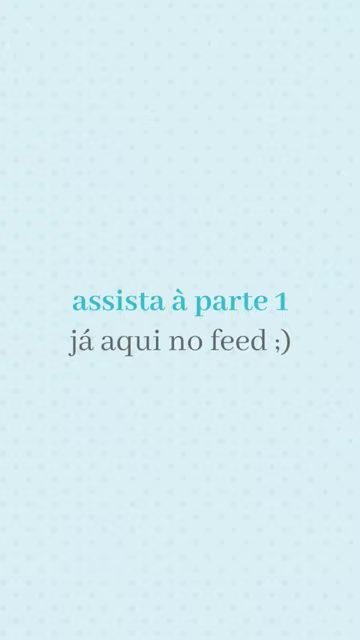 assista à parte 1
já aqui no feed ;)